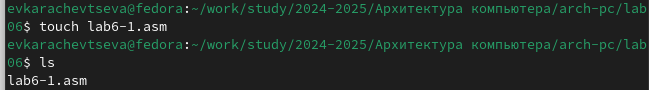 evkarachevtseva@fedora:~/work/study/2024-2025/Архитектура компьютера/arch-pc/lab
06$ touch lab6-1.asm
evkarachevtseva@fedora:~/work/study/2024-2025/Архитектура компьютера/arch-pc/lab
06$ ls
lab6-1.asm